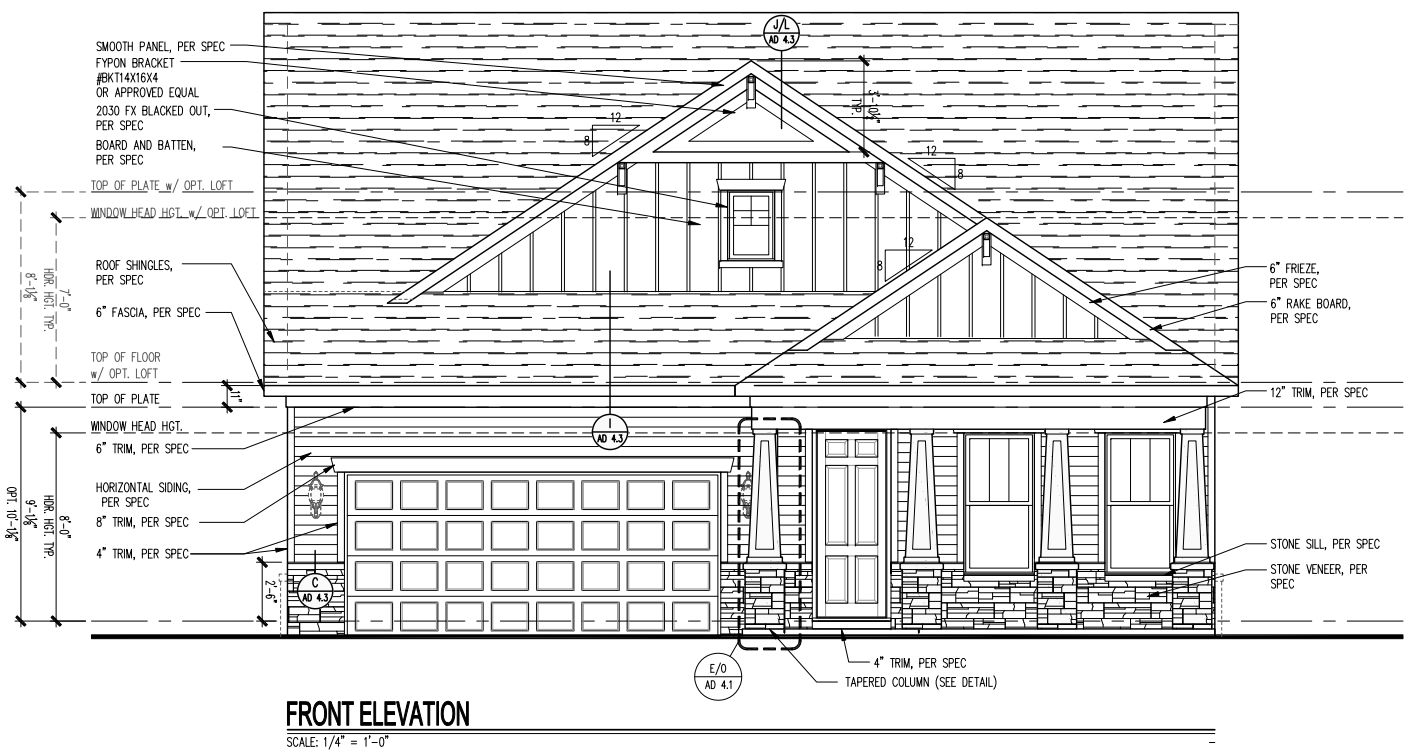 J/L
AD 4.3
SMOOTH PANEL, PER SPEC
FYPON BRACKET
#BKT14X16X4
OR APPROVED EQUAL
2030 FX BLACKED OUT,
PER SPEC
BOARD AND BATTEN,
PER SPEC
3'-10¼"
TYP.
12
8
12
8
12
8
TOP OF PLATE w/ OPT. LOFT
WINDOW HEAD HGT. w/ OPT. LOFT
ROOF SHINGLES,
PER SPEC
6" FASCIA, PER SPEC
8'-1⅛"
7'-0"
HDR. HGT. TYP.
6" FRIEZE,
PER SPEC
6" RAKE BOARD,
PER SPEC
TOP OF FLOOR
w/ OPT. LOFT
TOP OF PLATE
11"
WINDOW HEAD HGT.
12" TRIM, PER SPEC
6" TRIM, PER SPEC
I
AD 4.3
HORIZONTAL SIDING,
PER SPEC
8" TRIM, PER SPEC
4" TRIM, PER SPEC
OPT. 10'-1⅛"
9'-1⅛"
HDR. HGT. TYP.
8'-0"
2'-6"
C
AD 4.3
STONE SILL, PER SPEC
STONE VENEER, PER
SPEC
E/O
AD 4.1
4" TRIM, PER SPEC
TAPERED COLUMN (SEE DETAIL)
FRONT ELEVATION
SCALE: 1/4" = 1'-0"